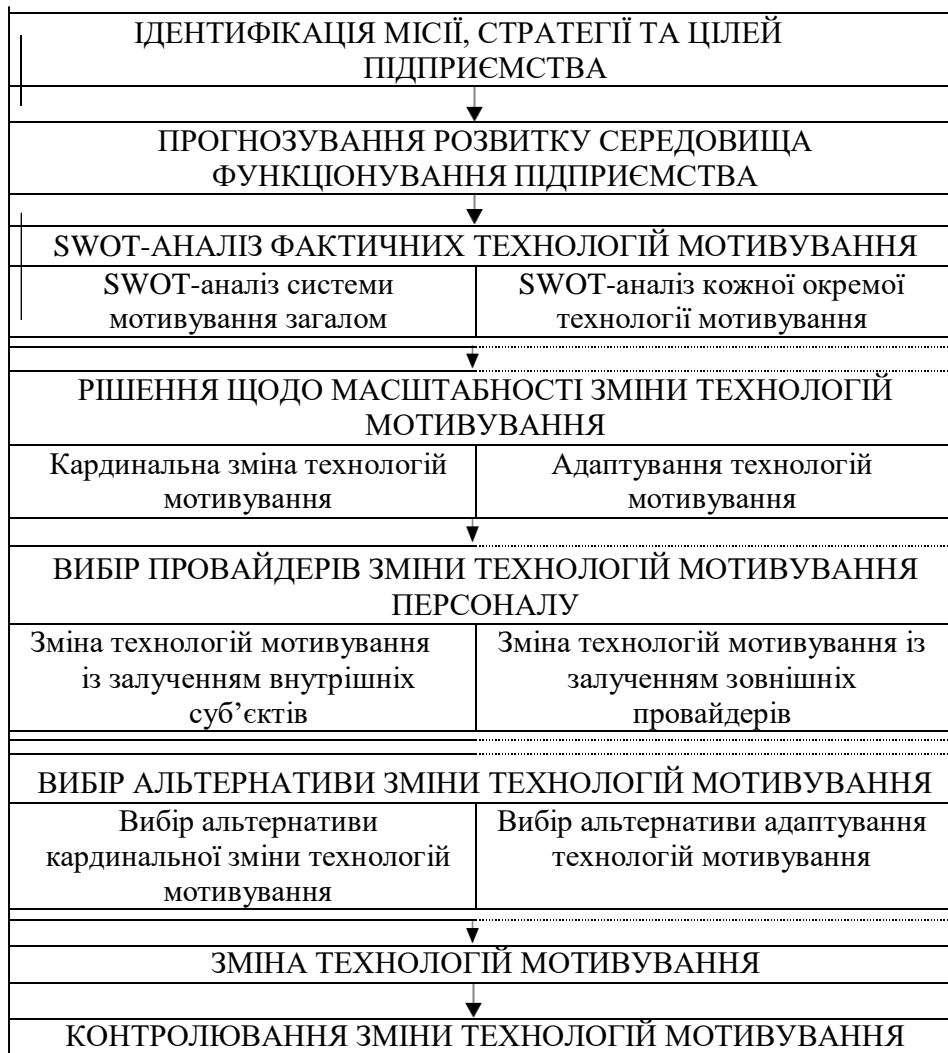 ІДЕНТИФІКАЦІЯ МІСІЇ, СТРАТЕГІЇ ТА ЦІЛЕЙ
ПІДПРИЄМСТВА
ПРОГНОЗУВАННЯ РОЗВИТКУ СЕРЕДОВИЩА
ФУНКЦІОНУВАННЯ ПІДПРИЄМСТВА
SWOT-АНАЛІЗ ФАКТИЧНИХ ТЕХНОЛОГІЙ МОТИВУВАННЯ
SWOT-аналіз системи
мотивування загалом
SWOT-аналіз кожної окремої
технології мотивування
РІШЕННЯ ЩОДО МАСШТАБНОСТІ ЗМІНИ ТЕХНОЛОГІЙ
МОТИВУВАННЯ
Кардинальна зміна технологій
мотивування
Адаптування технологій
мотивування
ВИБІР ПРОВАЙДЕРІВ ЗМІНИ ТЕХНОЛОГІЙ МОТИВУВАННЯ
ПЕРСОНАЛУ
Зміна технологій мотивування
із залученням внутрішніх
суб’єктів
Зміна технологій мотивування із
залученням зовнішніх
провайдерів
ВИБІР АЛЬТЕРНАТИВИ ЗМІНИ ТЕХНОЛОГІЙ МОТИВУВАННЯ
Вибір альтернативи
кардинальної зміни технологій
мотивування
Вибір альтернативи адаптування
технологій мотивування
ЗМІНА ТЕХНОЛОГІЙ МОТИВУВАННЯ
КОНТРОЛЮВАННЯ ЗМІНИ ТЕХНОЛОГІЙ МОТИВУВАННЯ